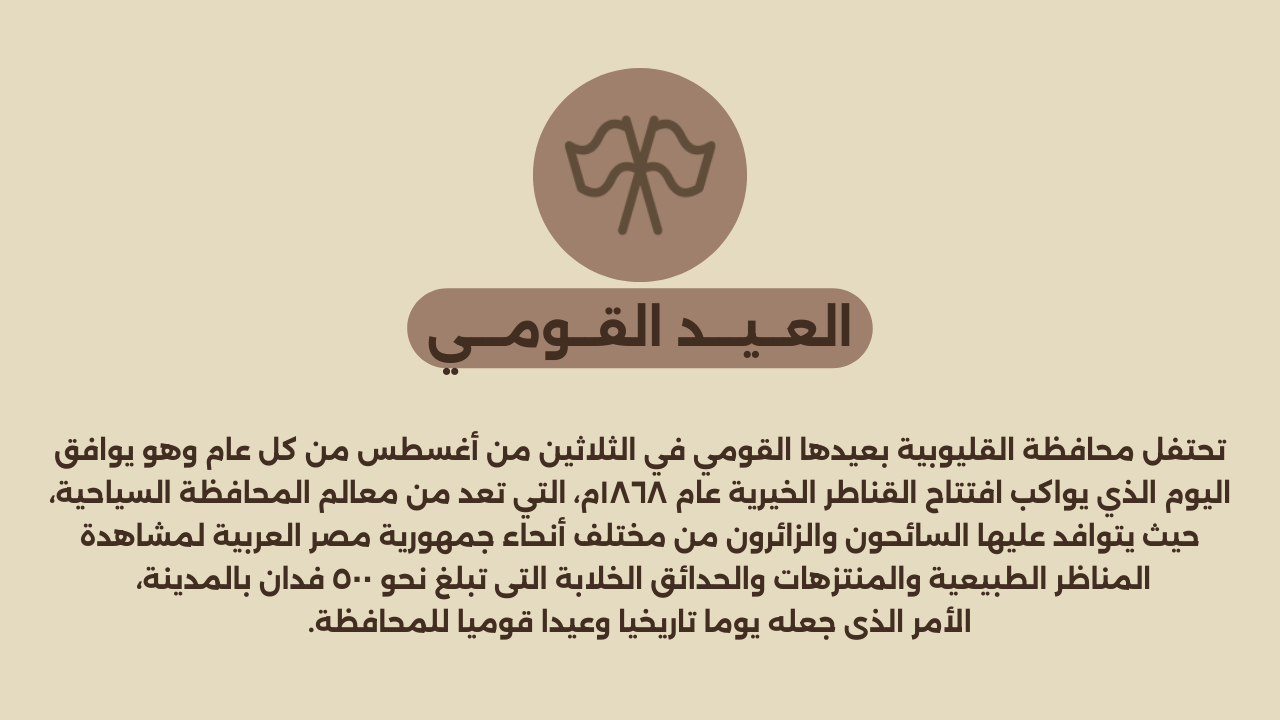 العيـــد القــومــي
تحتفل محافظة القليوبية بعيدها القومي في الثلاثين من أغسطس من كل عام وهو يوافق
اليوم الذي يواكب افتتاح القناطر الخيرية عام ١٨٦٨م، التي تعد من معالم المحافظة السياحية،
حيث يتوافد عليها السائحون والزائرون من مختلف أنحاء جمهورية مصر العربية لمشاهدة
المناظر الطبيعية والمنتزهات والحدائق الخلابة التى تبلغ نحو ٥٠٠ فدان بالمدينة،
الأمر الذى جعله يوما تاريخيا وعيدا قوميا للمحافظة.